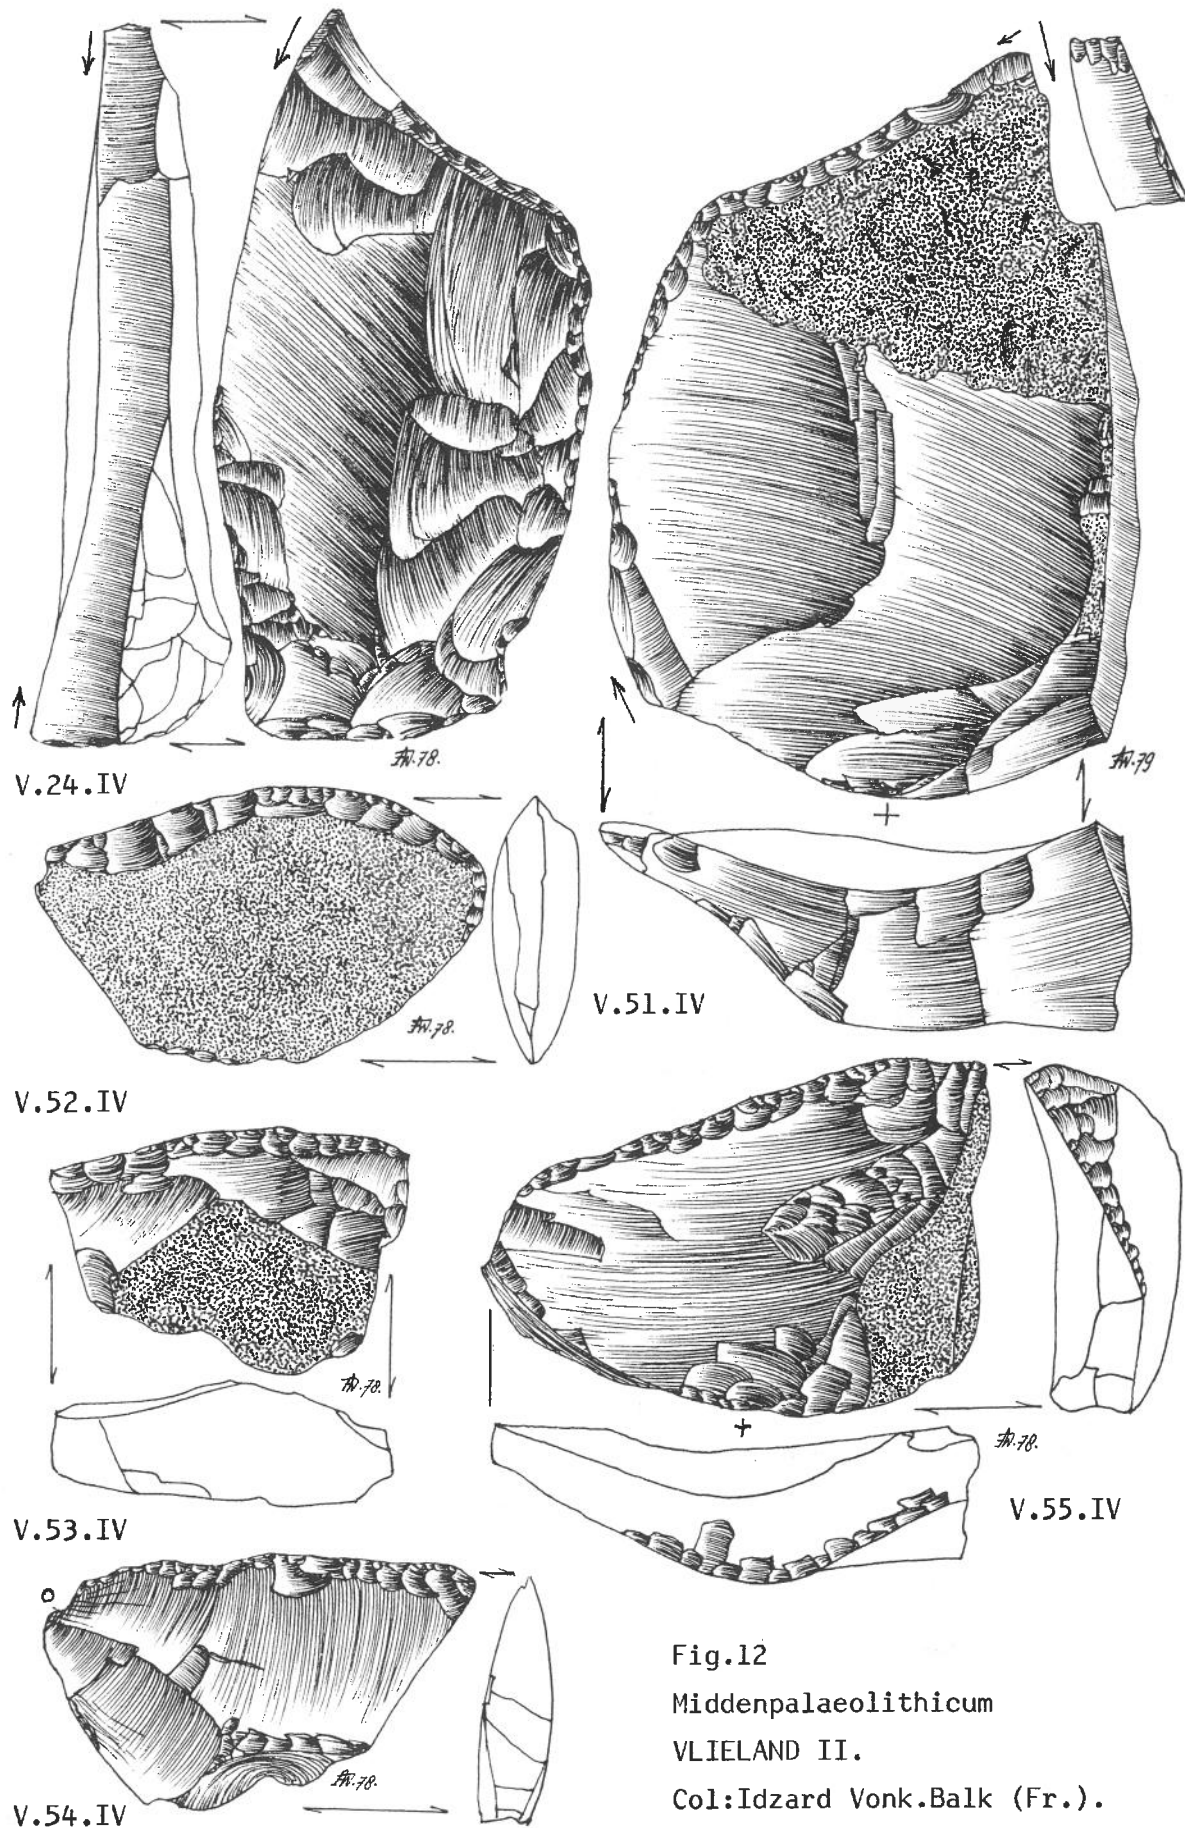 V.24.IV
V.51.IV
V.52.IV
V.53.IV
V.55.IV
V.54.IV
Fig.12
Middenpalaeolithicum
VLIELAND II.
Col:Idzard Vonk.Balk (Fr.).